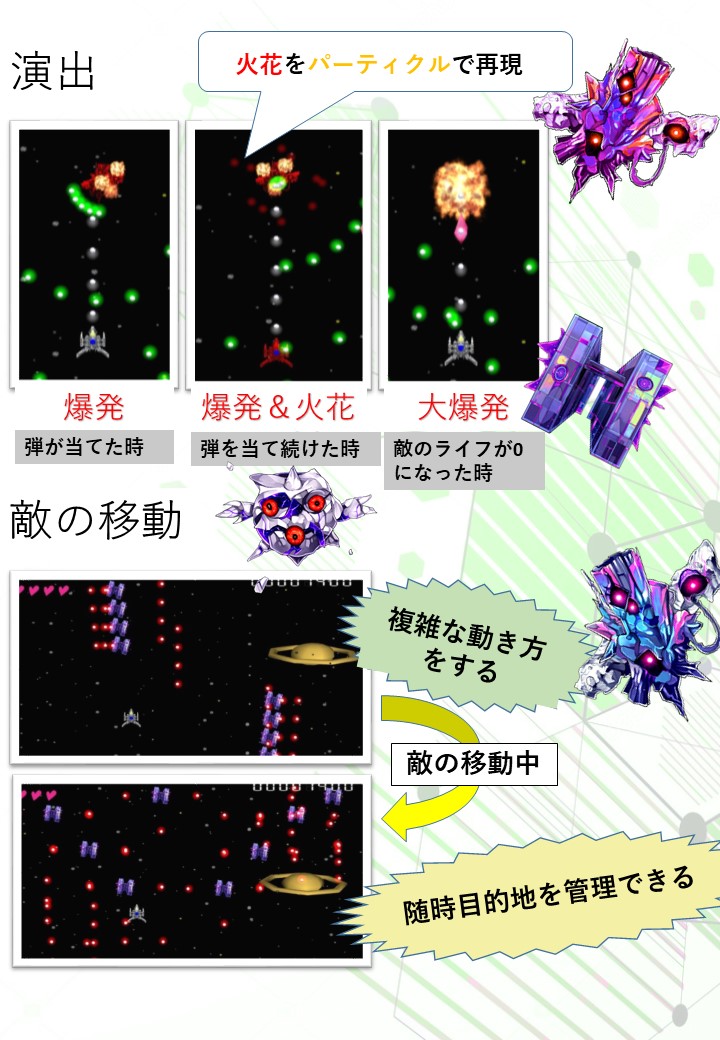 演出
火花をパーティクルで再現
爆発
弾が当てた時
爆発＆火花
弾を当て続けた時
大爆発
敵のライフが0
になった時
敵の移動
複雑な動き方
をする
敵の移動中
随時目的地を管理できる